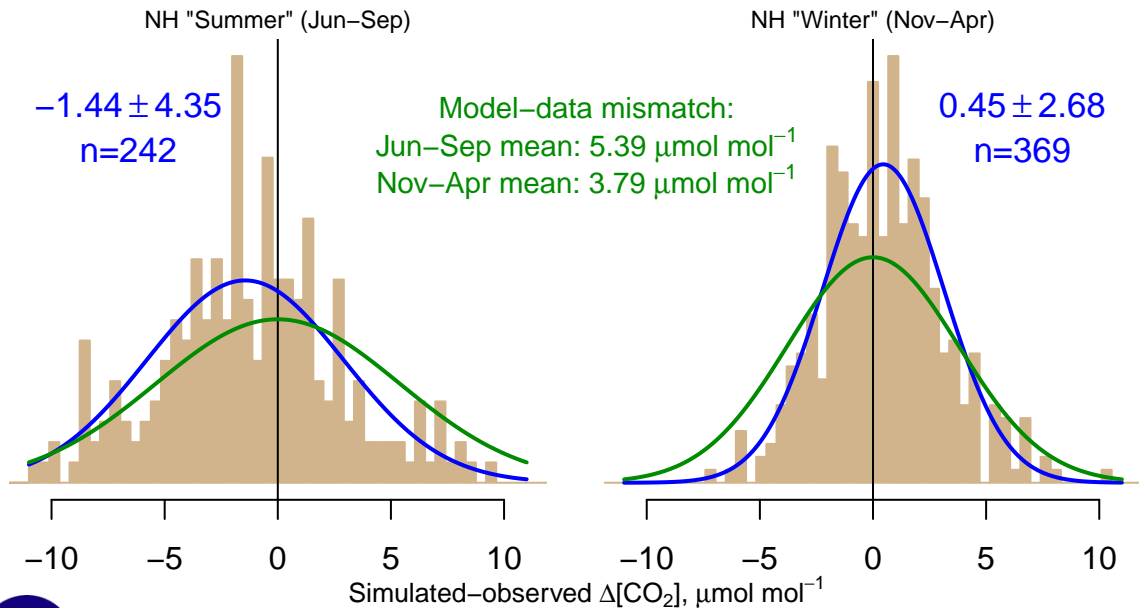 NH "Summer" (Jun−Sep)
NH "Winter" (Nov−Apr)
−1.44 ± 4.35
n=242
Model−data mismatch:
Jun−Sep mean: 5.39 μmol mol⁻¹
Nov−Apr mean: 3.79 μmol mol⁻¹
0.45 ± 2.68
n=369
−10 −5 0 5 10
−10 −5 0 5 10
Simulated−observed Δ[CO₂], μmol mol⁻¹